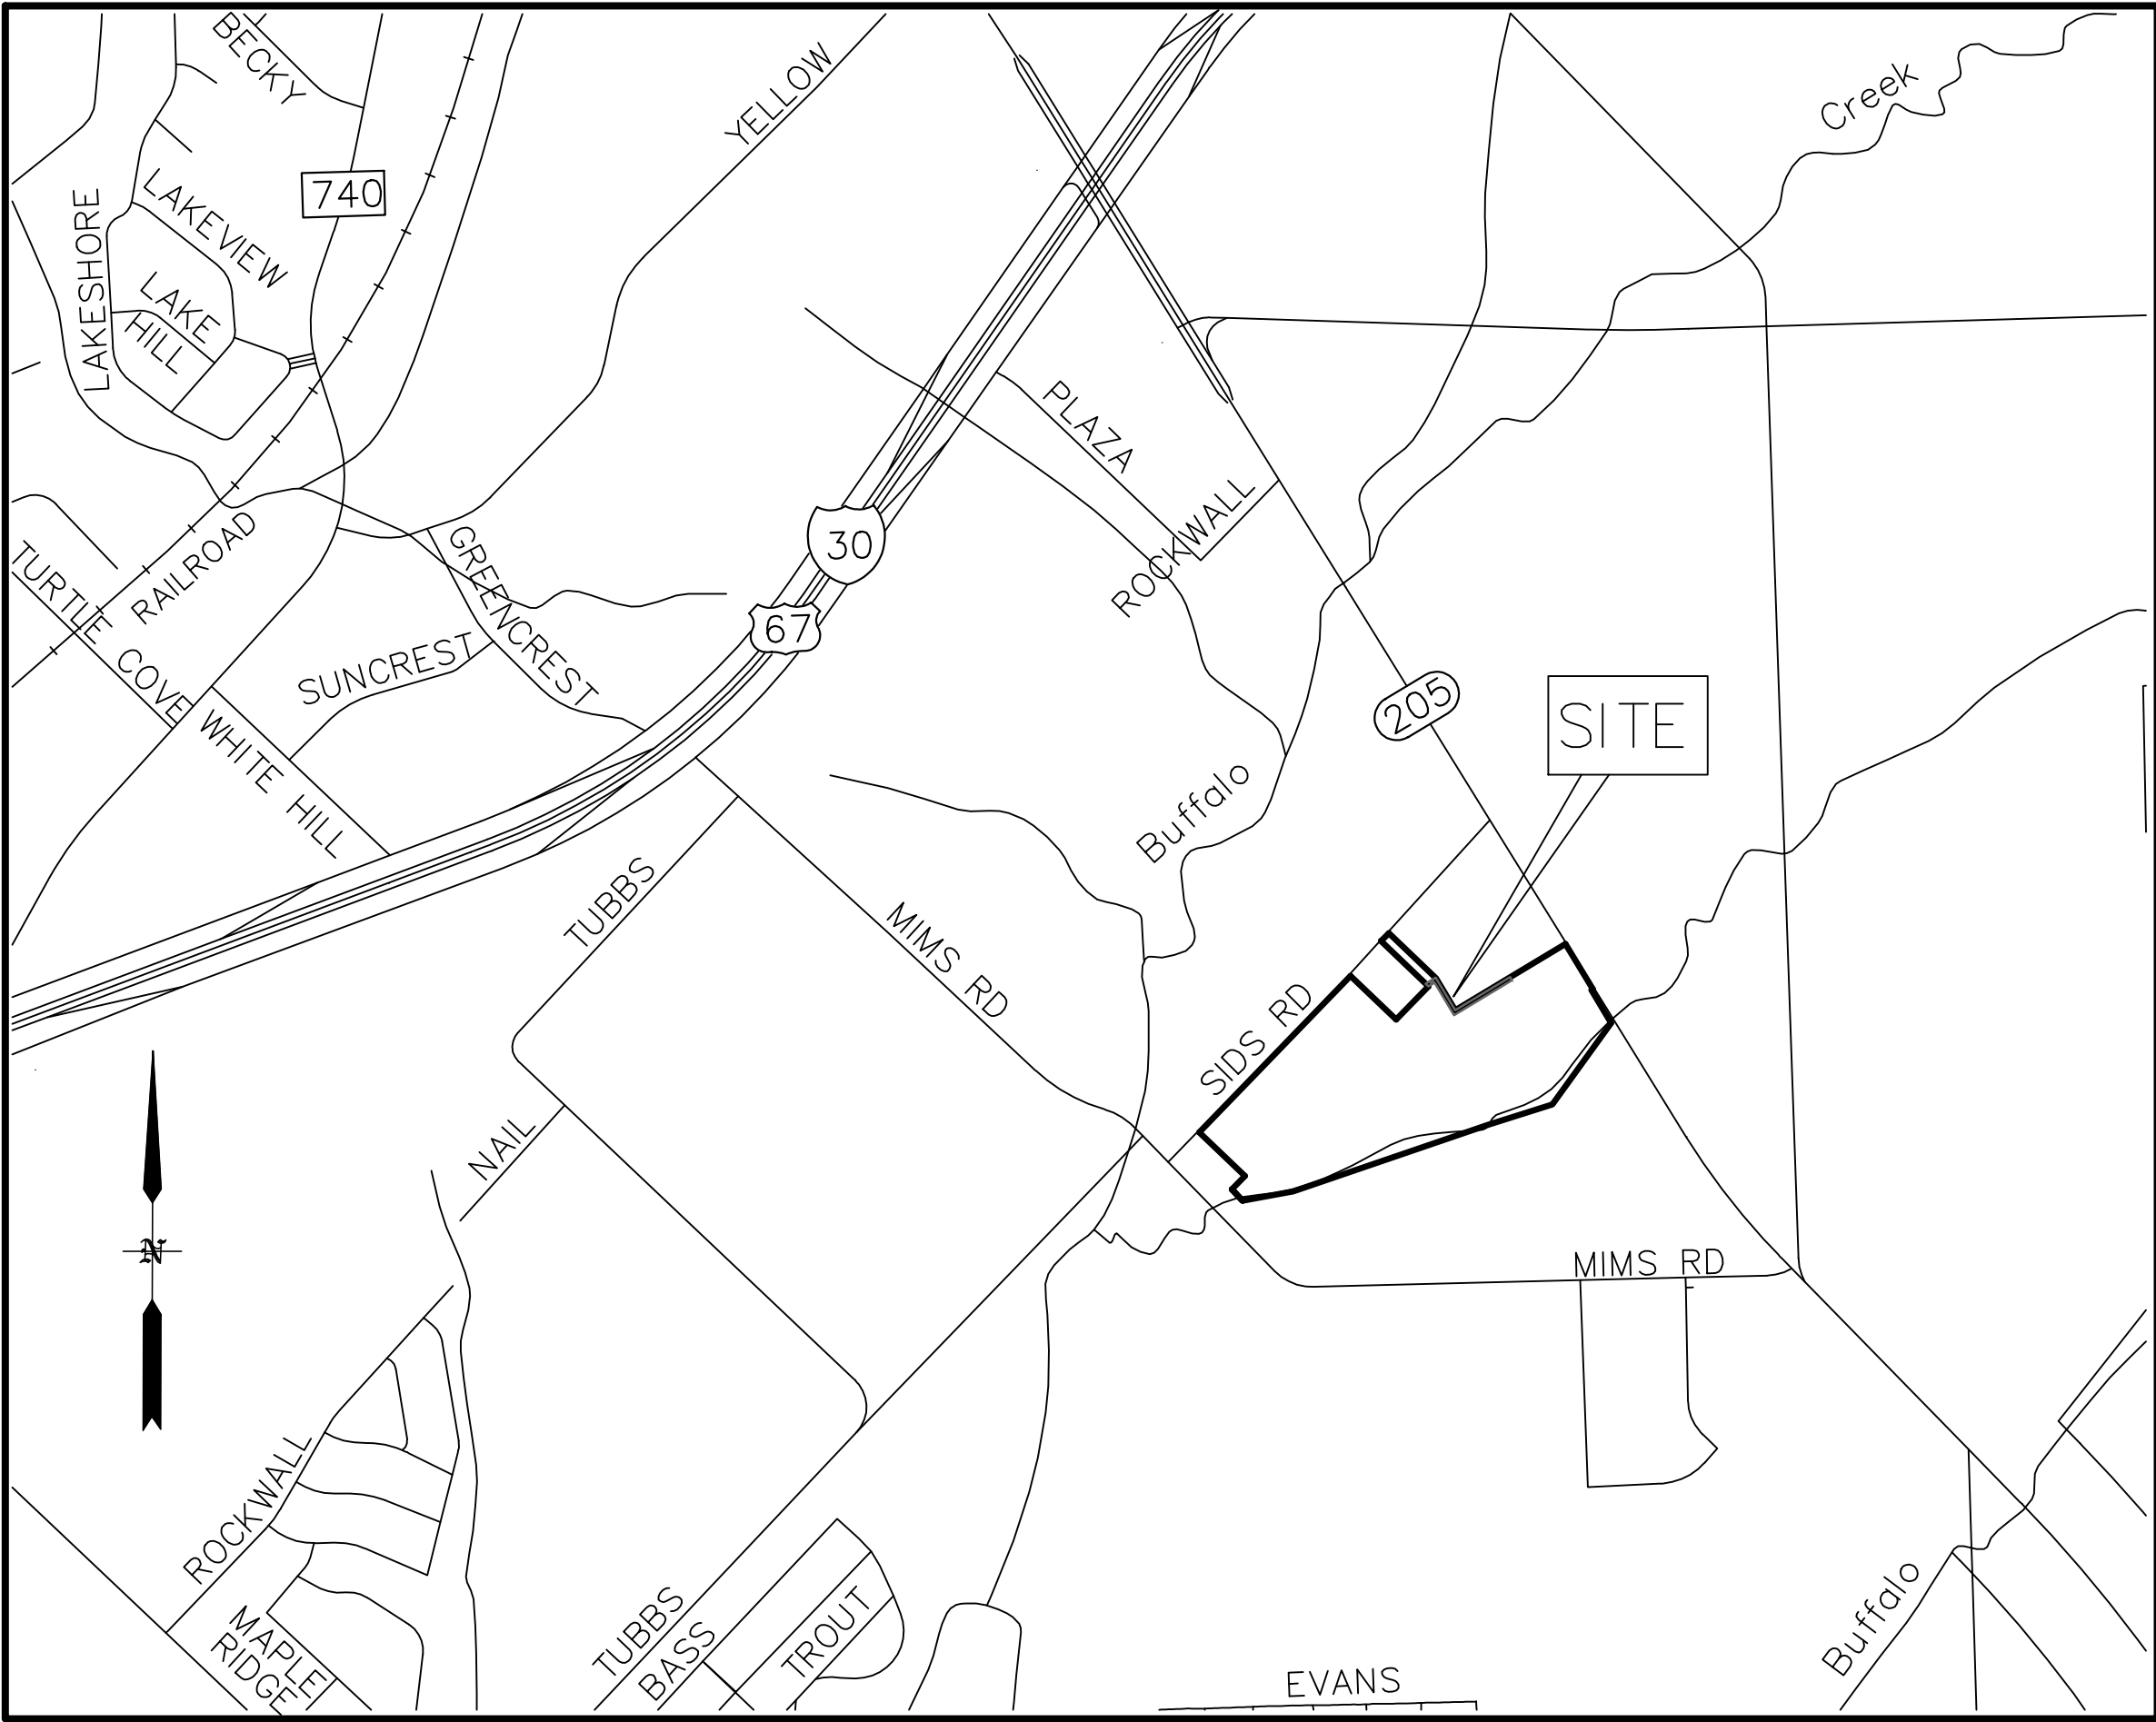 BECKY
YELLOW
Creek
740
LAKEVIEW
LAKESHORE
LAKE
HILL
PLAZA
ROCKWALL
30
RAILROAD
GREENCREST
TURTLE COVE
67
SUNCREST
205
SITE
WHITE HILL
Buffalo
TUBBS
MIMS RD
SIDS RD
NAIL
N
MIMS RD
ROCKWALL
MAPLE
RIDGE
TUBBS
BASS
TROUT
Buffalo
EVANS